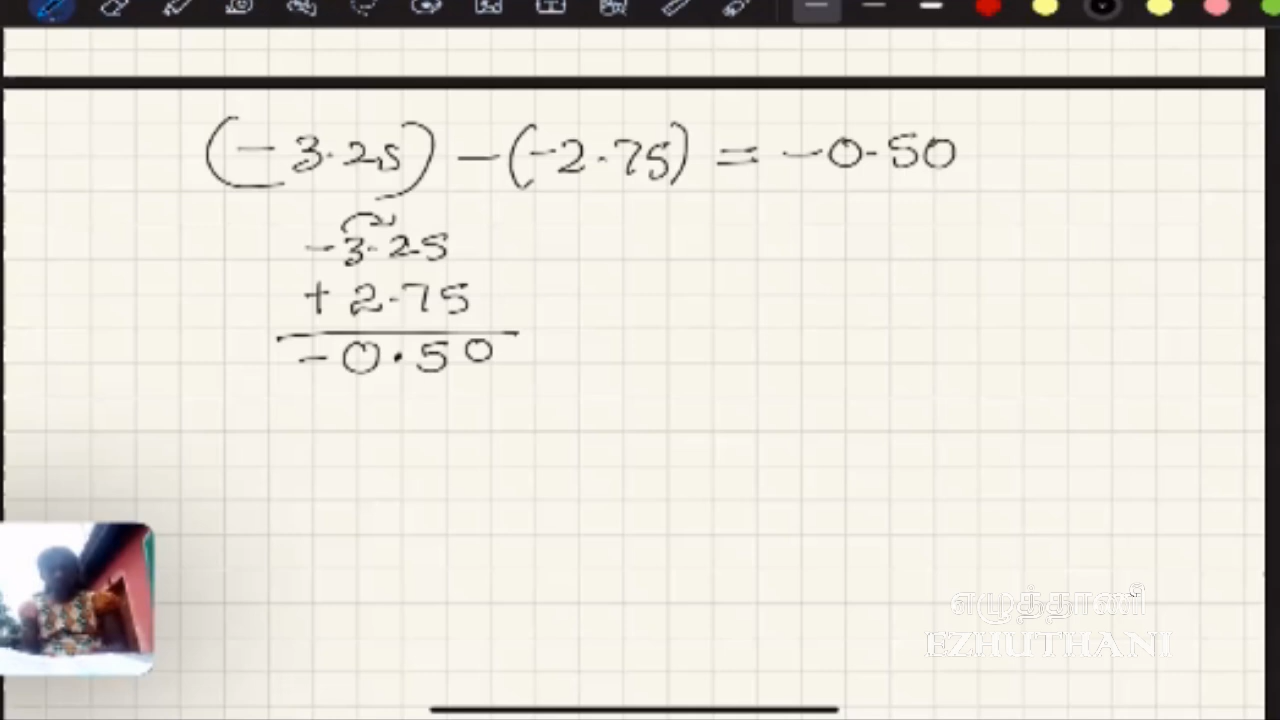 (-3.25) - (-2.75) = -0.50
-3.25
+ 2.75
-0.50
எழுத்தாணி
EZHUTHANI